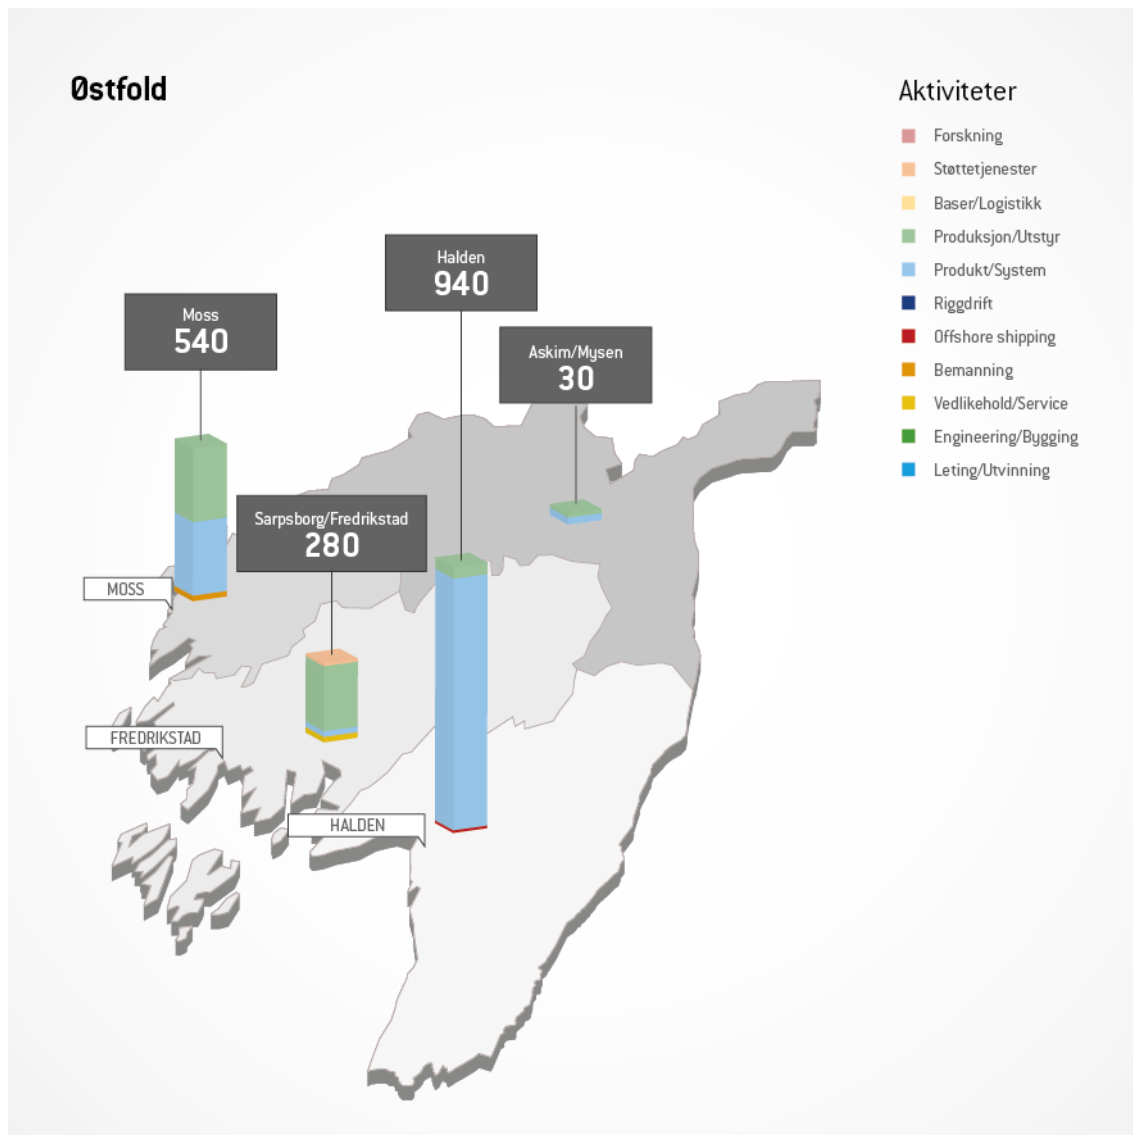 Østfold
Aktiviteter
Forskning
Støttetjenester
Baser/Logistikk
Produksjon/Utstyr
Produkt/System
Riggdrift
Offshore shipping
Bemanning
Vedlikehold/Service
Engineering/Bygging
Leting/Utvinning
Halden
940
Moss
540
Askim/Mysen
30
Sarpsborg/Fredrikstad
280
MOSS
FREDRIKSTAD
HALDEN